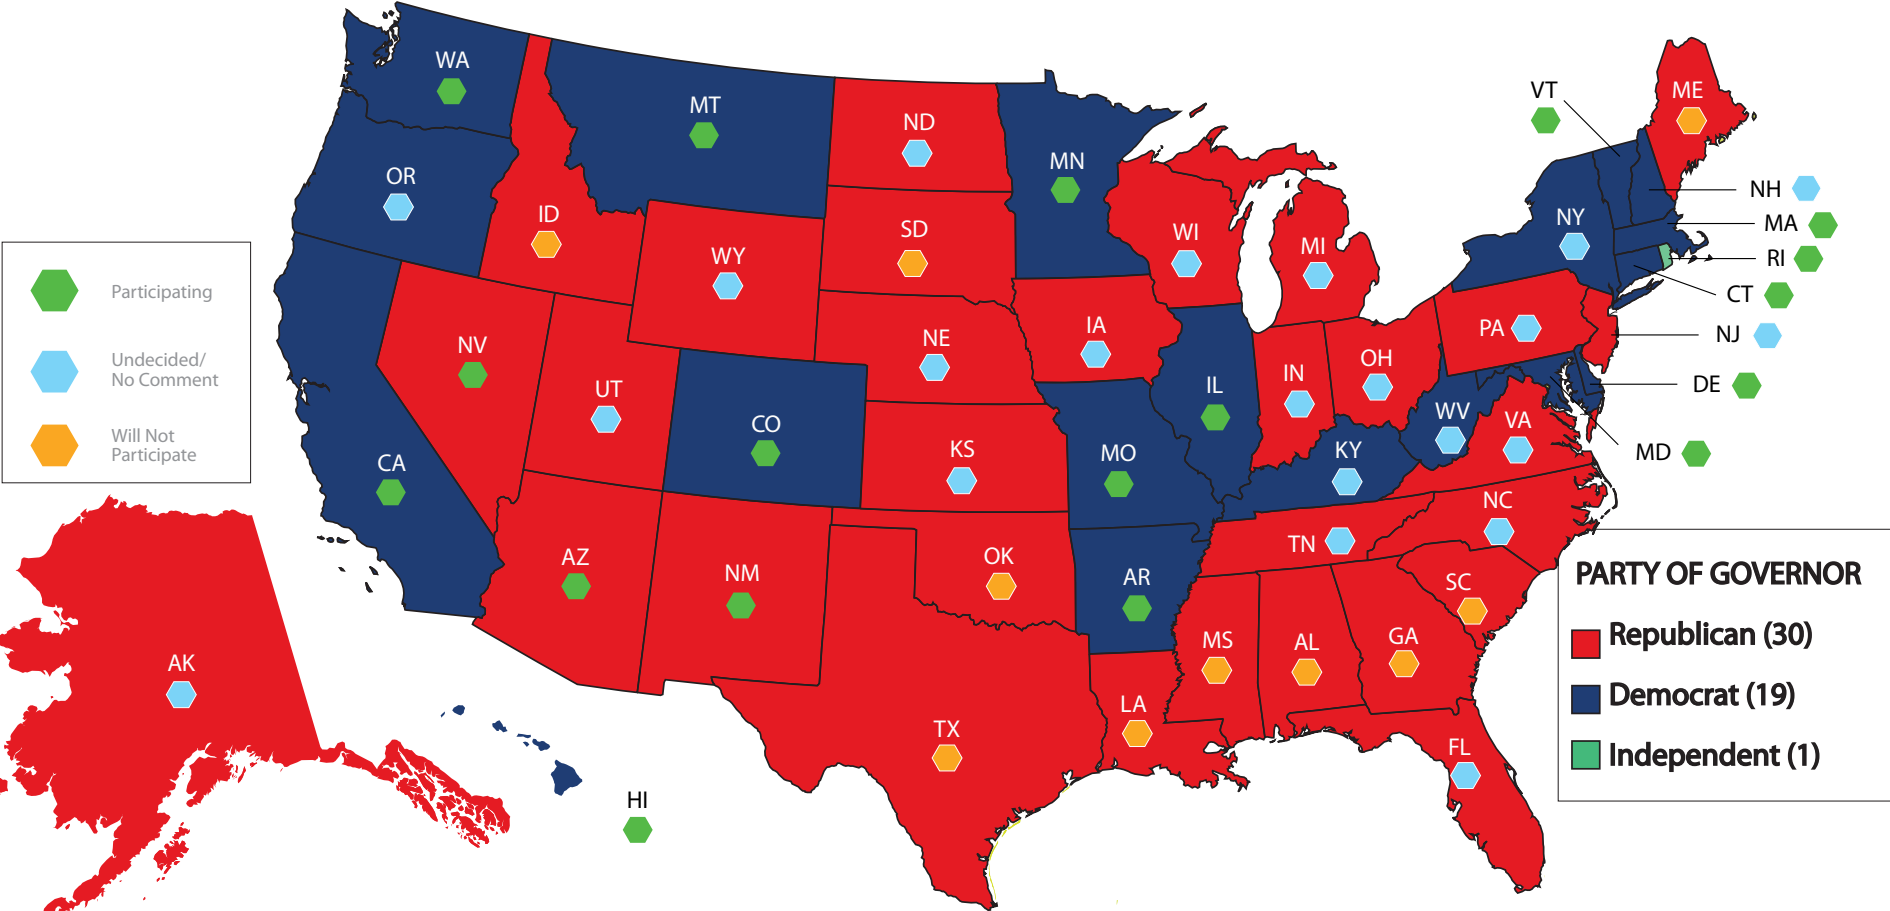 WA
MT
ND
MN
VT
ME
OR
ID
SD
WI
MI
NY
NH
MA
RI
CT
NJ
DE
MD
WY
NE
IA
PA
NV
UT
CO
KS
MO
IL
IN
OH
WV
VA
KY
CA
NC
TN
AZ
NM
OK
AR
SC
MS
AL
GA
AK
TX
LA
FL
HI
Participating
Undecided/
No Comment
Will Not
Participate
PARTY OF GOVERNOR
Republican (30)
Democrat (19)
Independent (1)